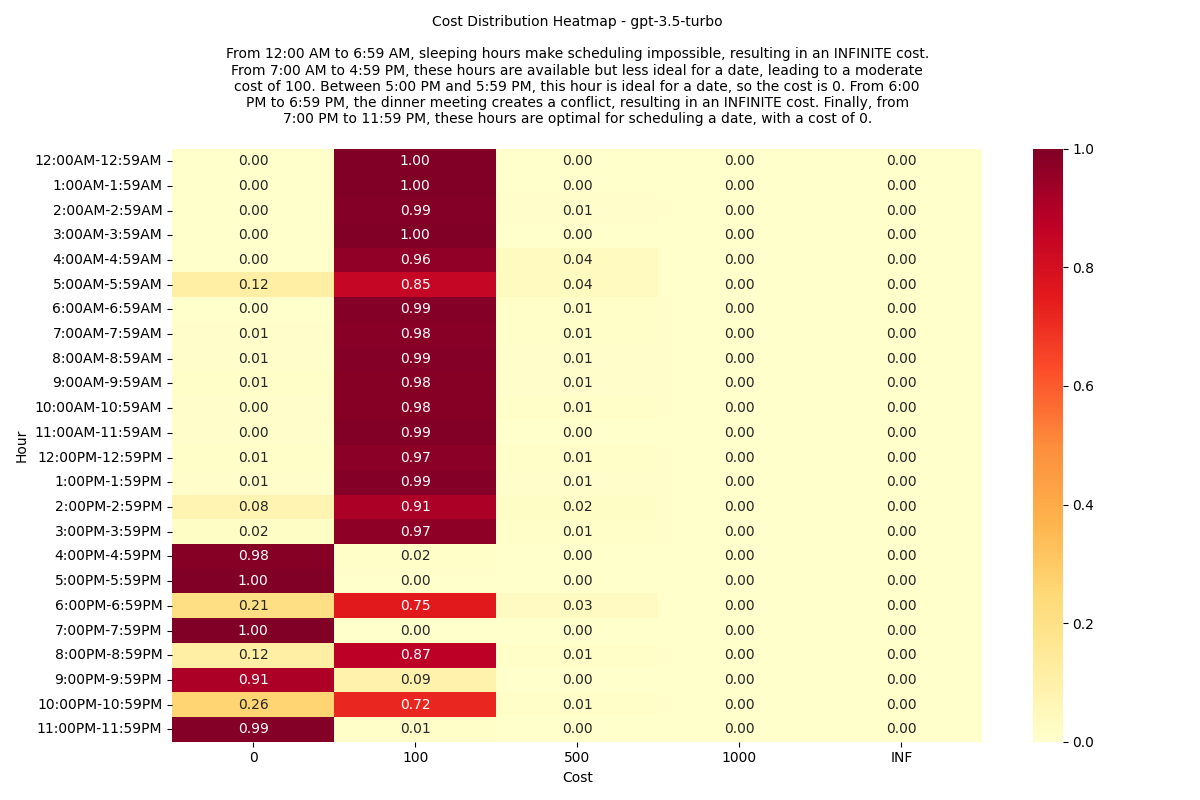 Cost Distribution Heatmap - gpt-3.5-turbo
From 12:00 AM to 6:59 AM, sleeping hours make scheduling impossible, resulting in an INFINITE cost.
From 7:00 AM to 4:59 PM, these hours are available but less ideal for a date, leading to a moderate
cost of 100. Between 5:00 PM and 5:59 PM, this hour is ideal for a date, so the cost is 0. From 6:00
PM to 6:59 PM, the dinner meeting creates a conflict, resulting in an INFINITE cost. Finally, from
7:00 PM to 11:59 PM, these hours are optimal for scheduling a date, with a cost of 0.
12:00AM-12:59AM 0.00 1.00 0.00 0.00 0.00
1:00AM-1:59AM 0.00 1.00 0.00 0.00 0.00
2:00AM-2:59AM 0.00 0.99 0.01 0.00 0.00
3:00AM-3:59AM 0.00 1.00 0.00 0.00 0.00
4:00AM-4:59AM 0.00 0.96 0.04 0.00 0.00
5:00AM-5:59AM 0.12 0.85 0.04 0.00 0.00
6:00AM-6:59AM 0.00 0.99 0.01 0.00 0.00
7:00AM-7:59AM 0.01 0.98 0.01 0.00 0.00
8:00AM-8:59AM 0.01 0.99 0.01 0.00 0.00
9:00AM-9:59AM 0.01 0.98 0.01 0.00 0.00
10:00AM-10:59AM 0.00 0.98 0.01 0.00 0.00
11:00AM-11:59AM 0.00 0.99 0.00 0.00 0.00
12:00PM-12:59PM 0.01 0.97 0.01 0.00 0.00
1:00PM-1:59PM 0.01 0.99 0.01 0.00 0.00
2:00PM-2:59PM 0.08 0.91 0.02 0.00 0.00
3:00PM-3:59PM 0.02 0.97 0.01 0.00 0.00
4:00PM-4:59PM 0.98 0.02 0.00 0.00 0.00
5:00PM-5:59PM 1.00 0.00 0.00 0.00 0.00
6:00PM-6:59PM 0.21 0.75 0.03 0.00 0.00
7:00PM-7:59PM 1.00 0.00 0.00 0.00 0.00
8:00PM-8:59PM 0.12 0.87 0.01 0.00 0.00
9:00PM-9:59PM 0.91 0.09 0.00 0.00 0.00
10:00PM-10:59PM 0.26 0.72 0.01 0.00 0.00
11:00PM-11:59PM 0.99 0.01 0.00 0.00 0.00
0 100 500 1000 INF
Cost
Hour
1.0
0.8
0.6
0.4
0.2
0.0